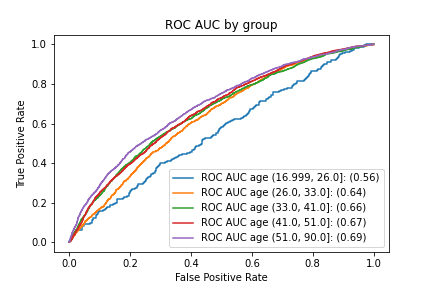 ROC AUC by group
True Positive Rate
1.0
0.8
0.6
0.4
0.2
0.0
ROC AUC age (16.999, 26.0]: (0.56)
ROC AUC age (26.0, 33.0]: (0.64)
ROC AUC age (33.0, 41.0]: (0.66)
ROC AUC age (41.0, 51.0]: (0.67)
ROC AUC age (51.0, 90.0]: (0.69)
0.0 0.2 0.4 0.6 0.8 1.0
False Positive Rate